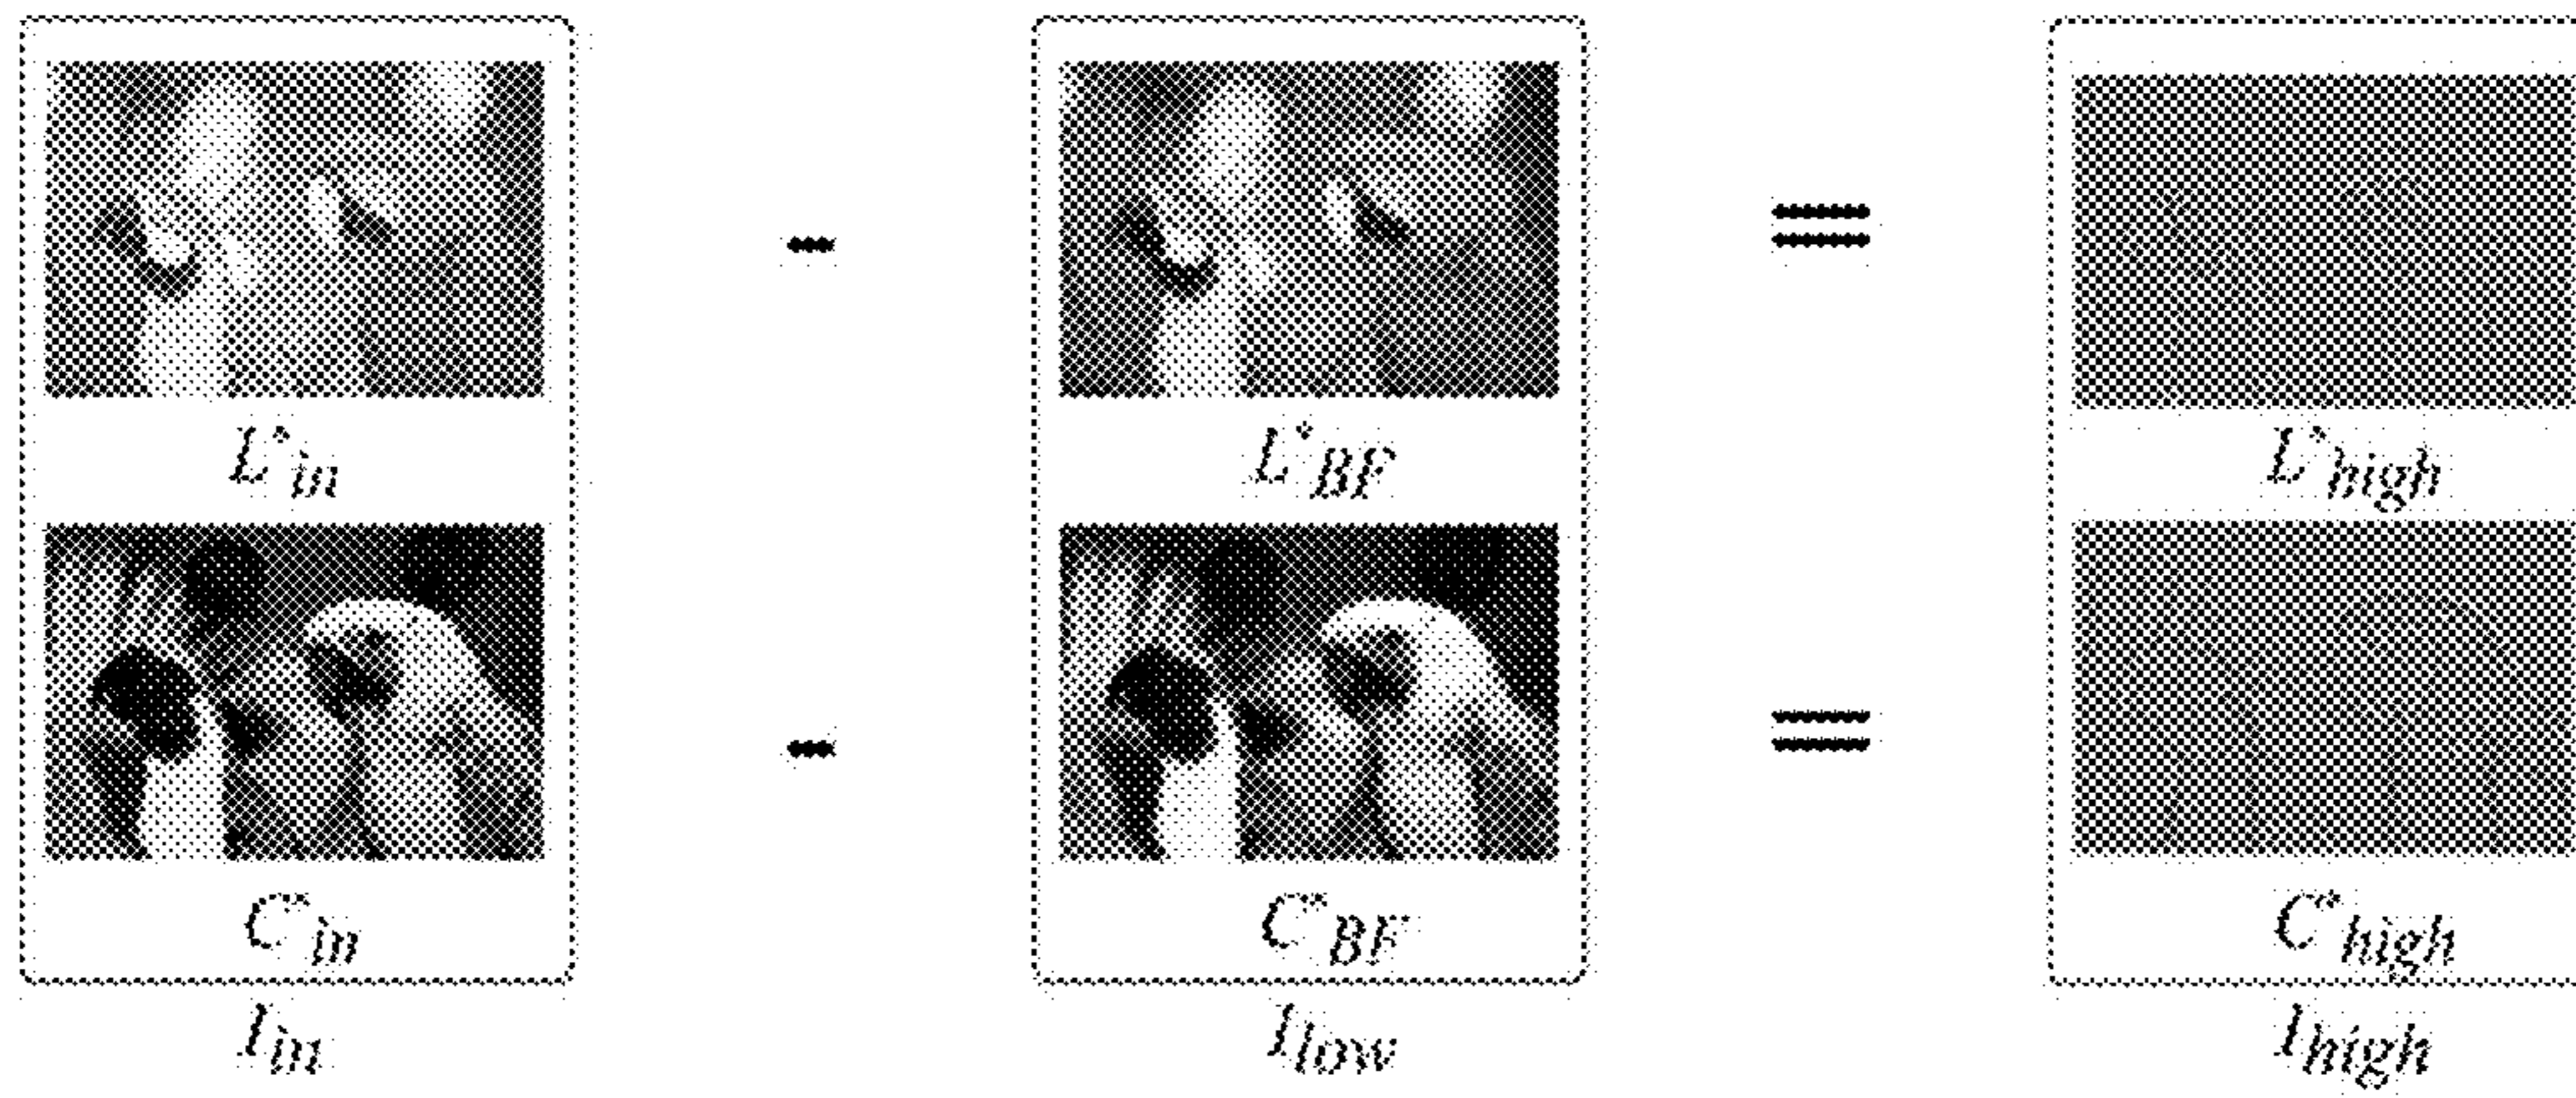 - =
L*in L*BF L*high
- =
C*in C*BF C*high
Iin Ilow Ihigh